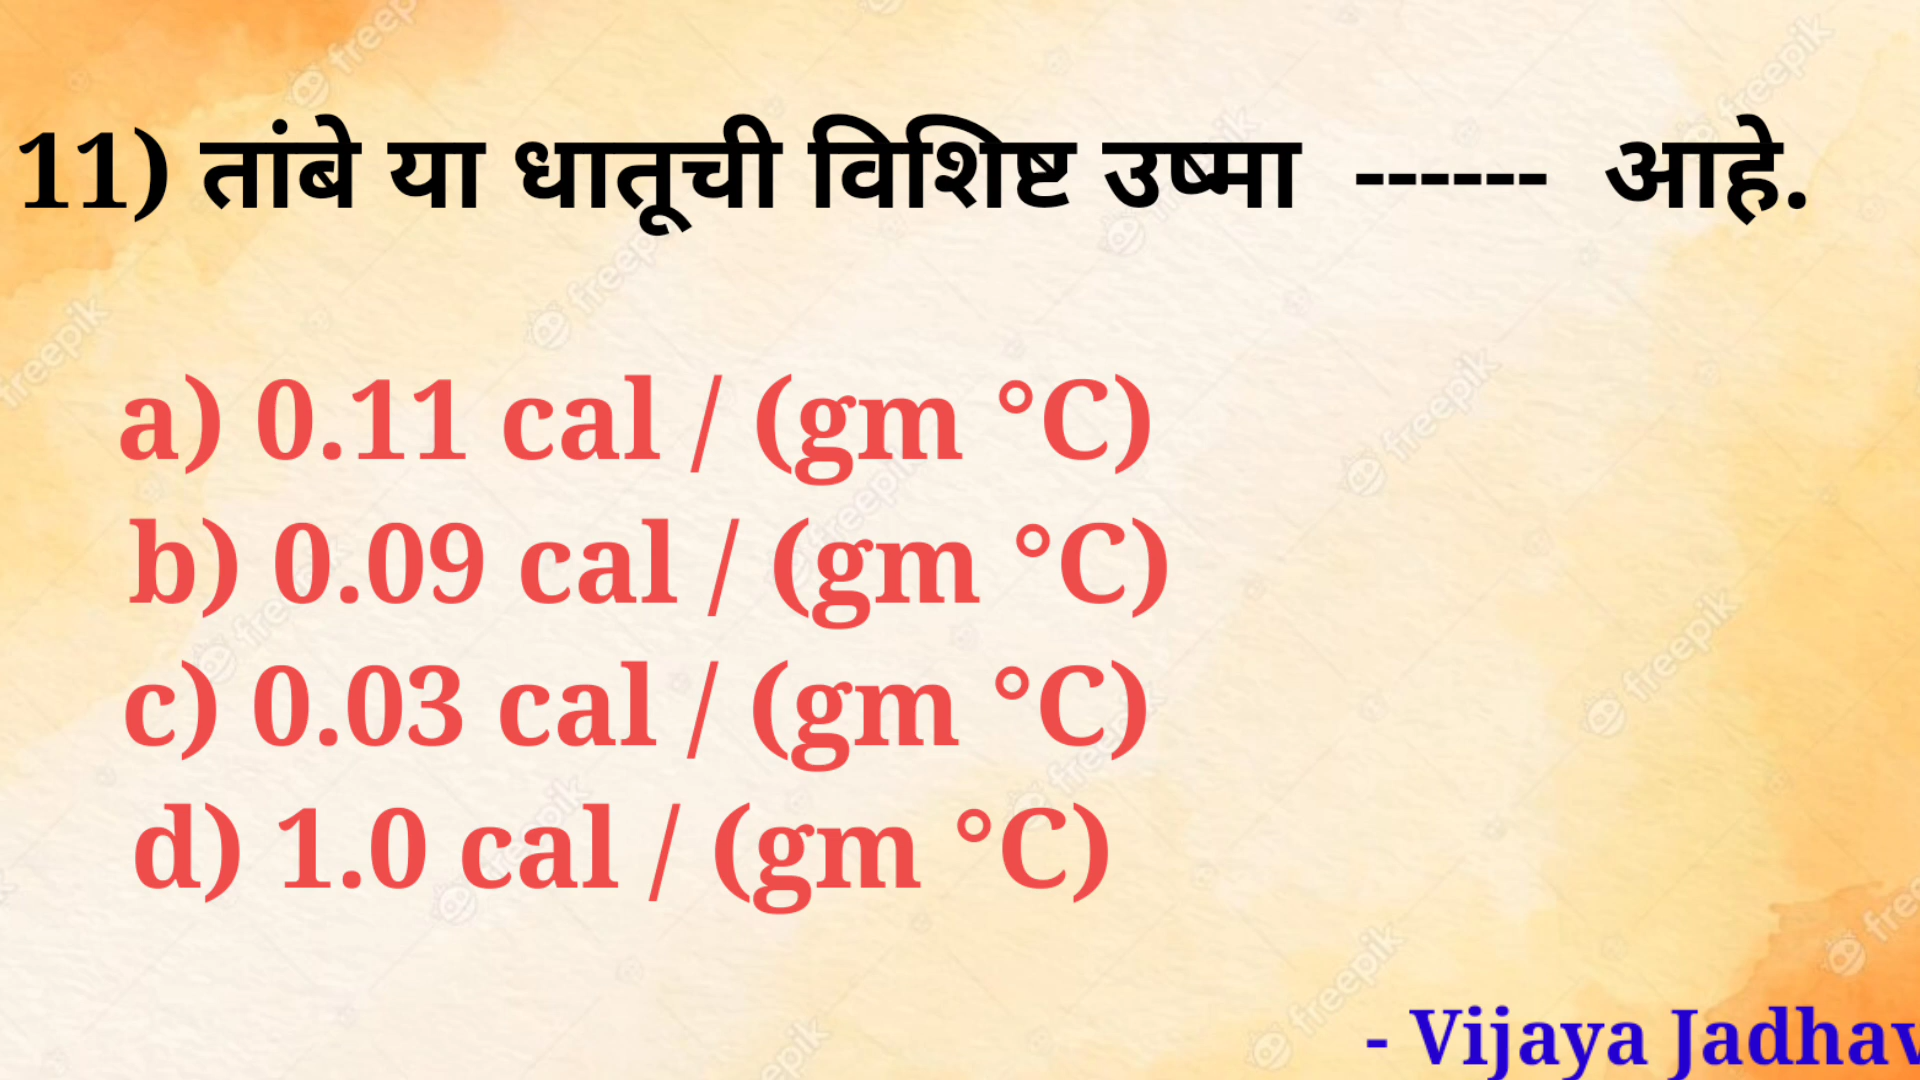 11) तांबे या धातूची विशिष्ट उष्मा ------ आहे.
a) 0.11 cal / (gm °C)
b) 0.09 cal / (gm °C)
c) 0.03 cal / (gm °C)
d) 1.0 cal / (gm °C)
- Vijaya Jadhav